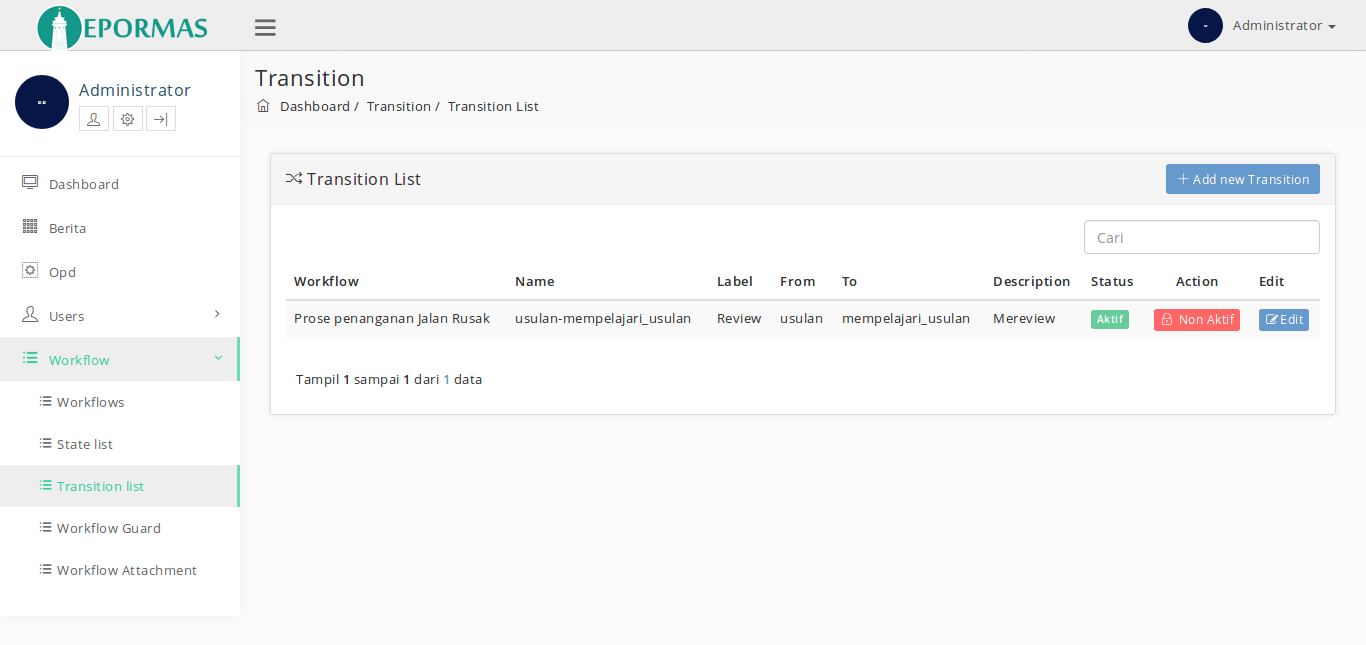 EPORMAS
Administrator
Administrator
Dashboard
Berita
Opd
Users
Workflow
Workflows
State list
Transition list
Workflow Guard
Workflow Attachment
Transition
Dashboard / Transition / Transition List
Transition List
Add new Transition
Cari
Workflow Name Label From To Description Status Action Edit
Prose penanganan Jalan Rusak usulan-mempelajari_usulan Review usulan mempelajari_usulan Mereview Aktif Non Aktif Edit
Tampil 1 sampai 1 dari 1 data